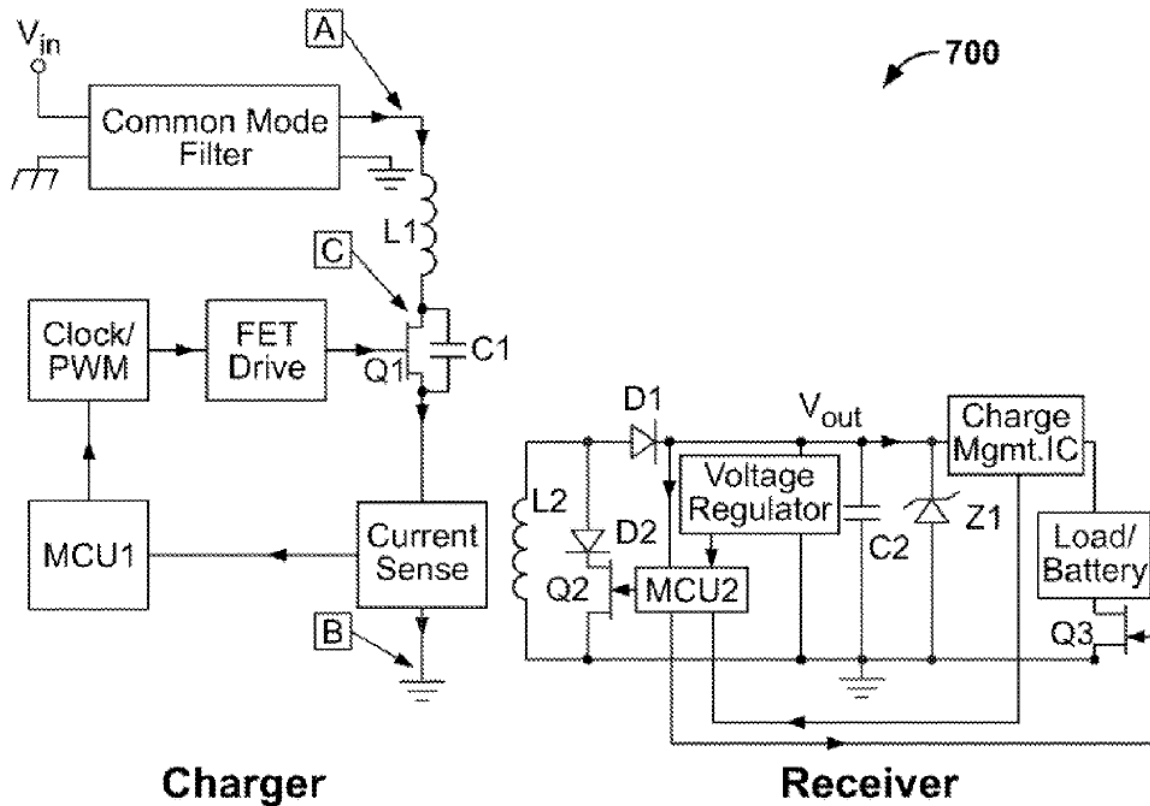 A
V_in
700
Common Mode
Filter
L1
C
Clock/
PWM
FET
Drive
Q1
C1
D1
V_out
Charge
Mgmt.IC
Voltage
Regulator
L2
D2
C2
Z1
MCU1
Current
Sense
Load/
Battery
Q2
MCU2
Q3
B
Charger
Receiver